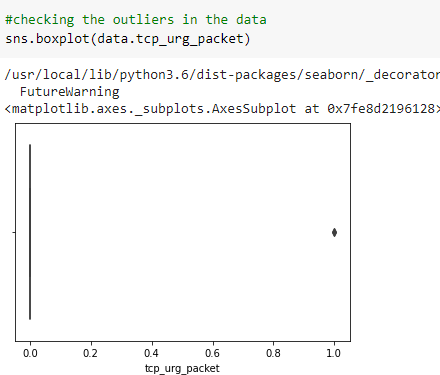 #checking the outliers in the data
sns.boxplot(data.tcp_urg_packet)
/usr/local/lib/python3.6/dist-packages/seaborn/_decorator
FutureWarning
<matplotlib.axes._subplots.AxesSubplot at 0x7fe8d2196128>
0.0 0.2 0.4 0.6 0.8 1.0
tcp_urg_packet